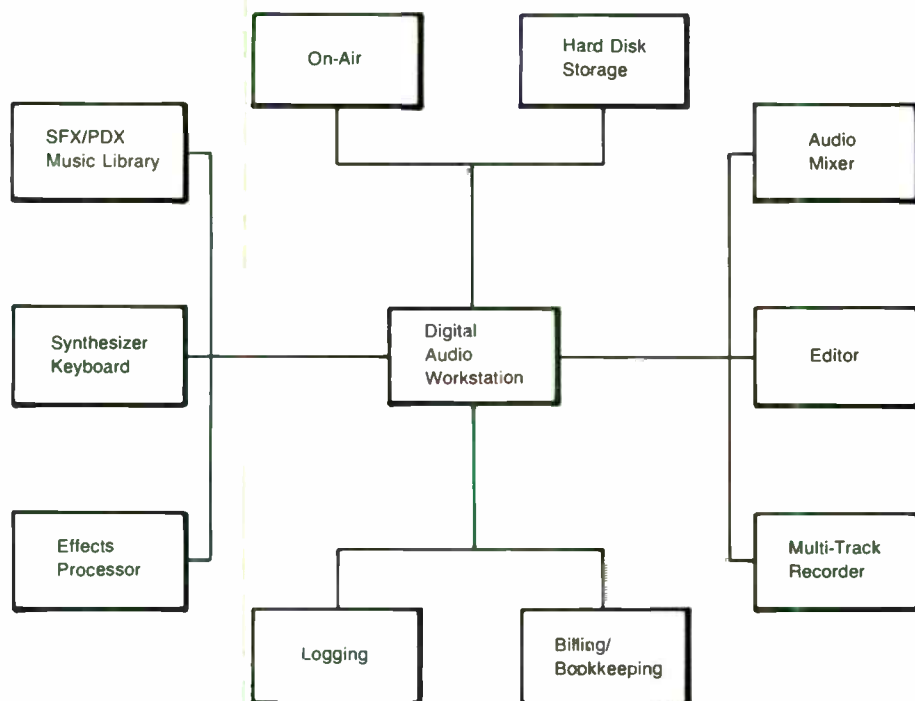 On-Air
Hard Disk
Storage
SFX/PDX
Music Library
Audio
Mixer
Synthesizer
Keyboard
Digital
Audio
Workstation
Editor
Effects
Processor
Multi-Track
Recorder
Logging
Billing/
Bookkeeping